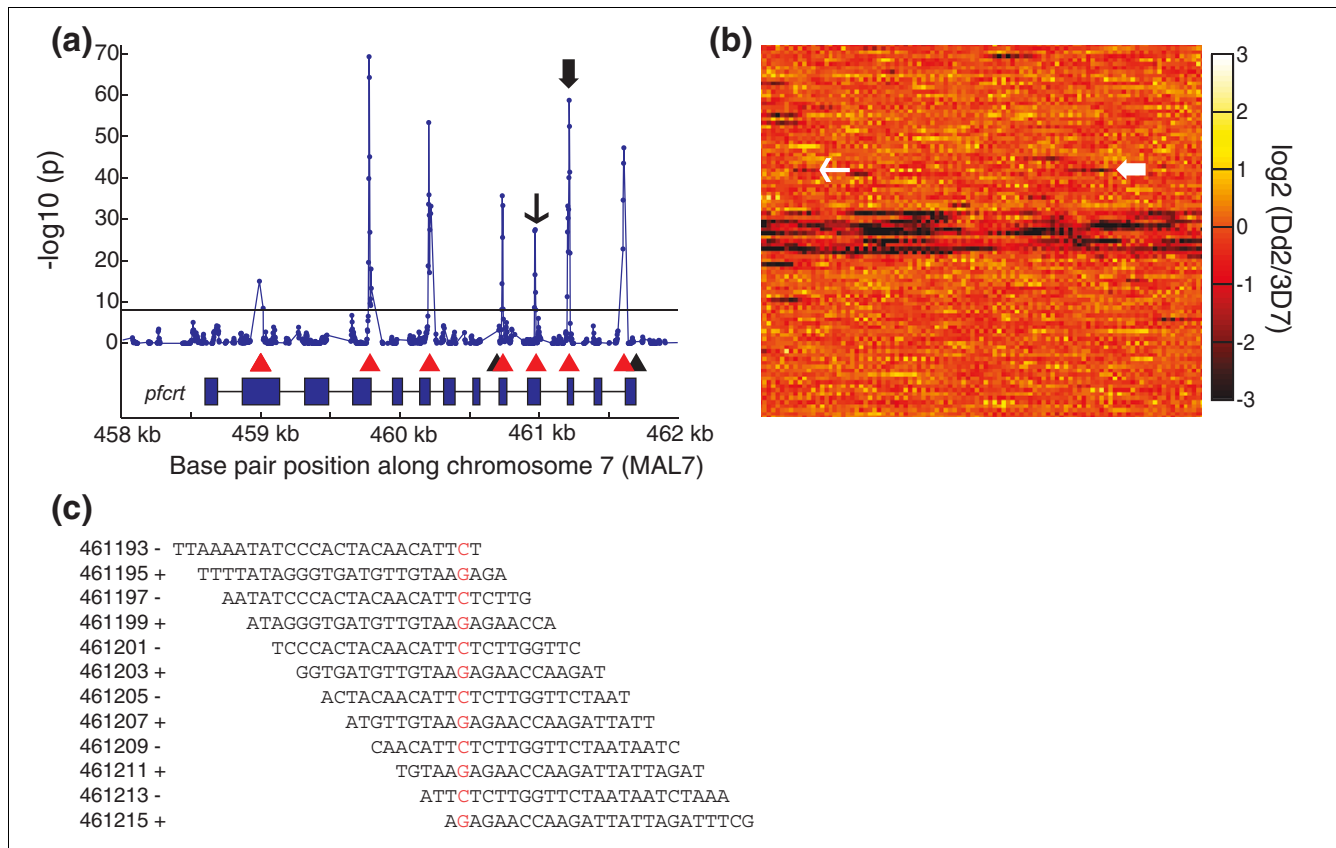 (a)
70
60
50
40
30
20
10
0
-log10 (p)
pfcrt
458 kb 459 kb 460 kb 461 kb 462 kb
Base pair position along chromosome 7 (MAL7)
(b)
3
2
1
0
-1
-2
-3
log2 (Dd2/3D7)
(c)
461193 - TTAAAATATCCCACTACAACATTCT
461195 + TTTTATAGGGTGATGTTGTAAGAGA
461197 - AATATCCCACTACAACATTCTCTTG
461199 + ATAGGGTGATGTTGTAAGAGAACCA
461201 - TCCCACTACAACATTCTCTTGGTTC
461203 + GGTGATGTTGTAAGAGAACCAAGAT
461205 - ACTACAACATTCTCTTGGTTCTAAT
461207 + ATGTTGTAAGAGAACCAAGATTATT
461209 - CAACATTCTCTTGGTTCTAATAATC
461211 + TGTAAGAGAACCAAGATTATTAGAT
461213 - ATTCTCTTGGTTCTAATAATCTAAA
461215 + AGAGAACCAAGATTATTAGATTTCG